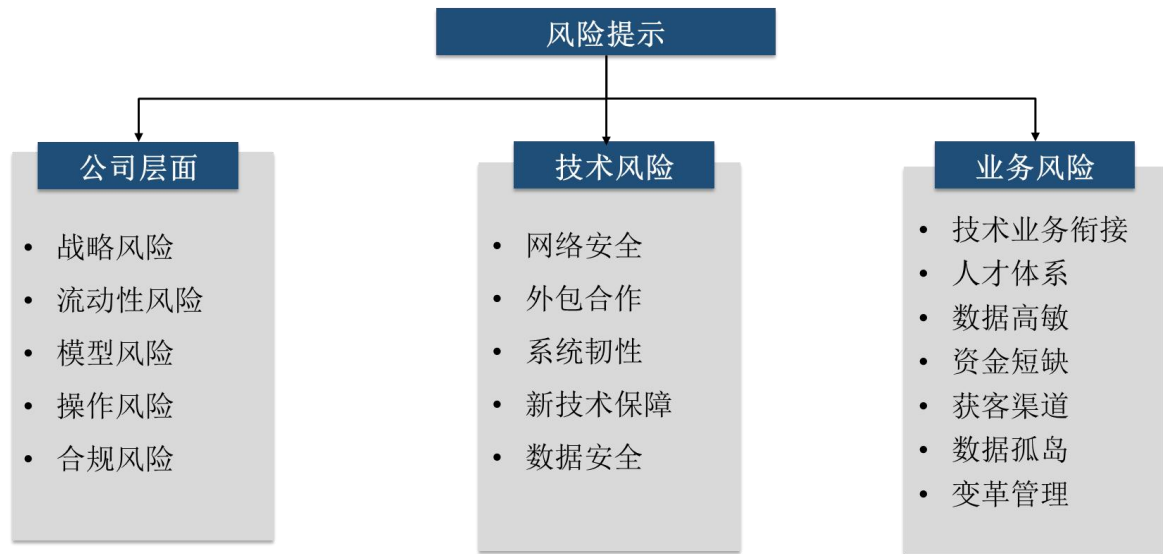 风险提示
公司层面
• 战略风险
• 流动性风险
• 模型风险
• 操作风险
• 合规风险
技术风险
• 网络安全
• 外包合作
• 系统韧性
• 新技术保障
• 数据安全
业务风险
• 技术业务衔接
• 人才体系
• 数据高敏
• 资金短缺
• 获客渠道
• 数据孤岛
• 变革管理